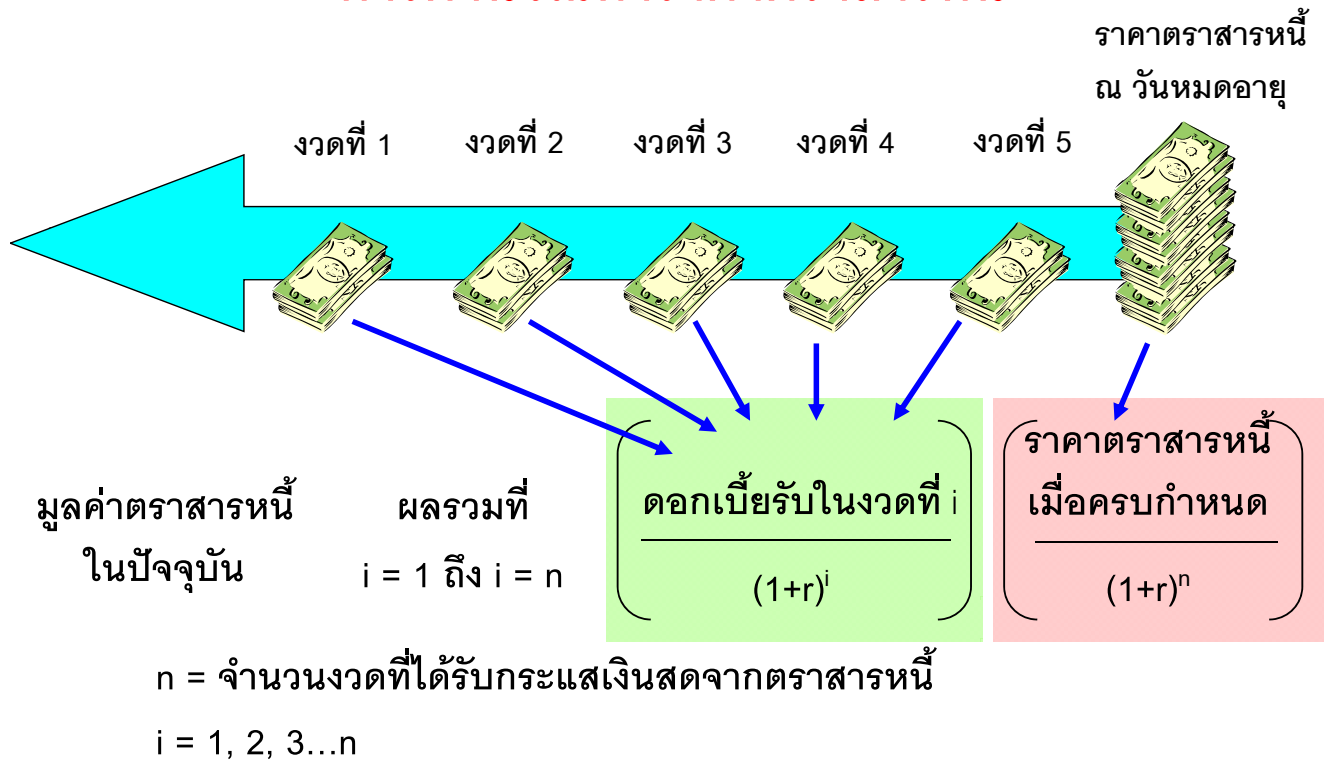 ราคาตราสารหนี้
ณ วันหมดอายุ
งวดที่ 1
งวดที่ 2
งวดที่ 3
งวดที่ 4
งวดที่ 5
มูลค่าตราสารหนี้
ในปัจจุบัน
ผลรวมที่
i = 1 ถึง i = n
ดอกเบี้ยรับในงวดที่ i
(1+r)^i
ราคาตราสารหนี้
เมื่อครบกำหนด
(1+r)^n
n = จำนวนงวดที่ได้รับกระแสเงินสดจากตราสารหนี้
i = 1, 2, 3...n